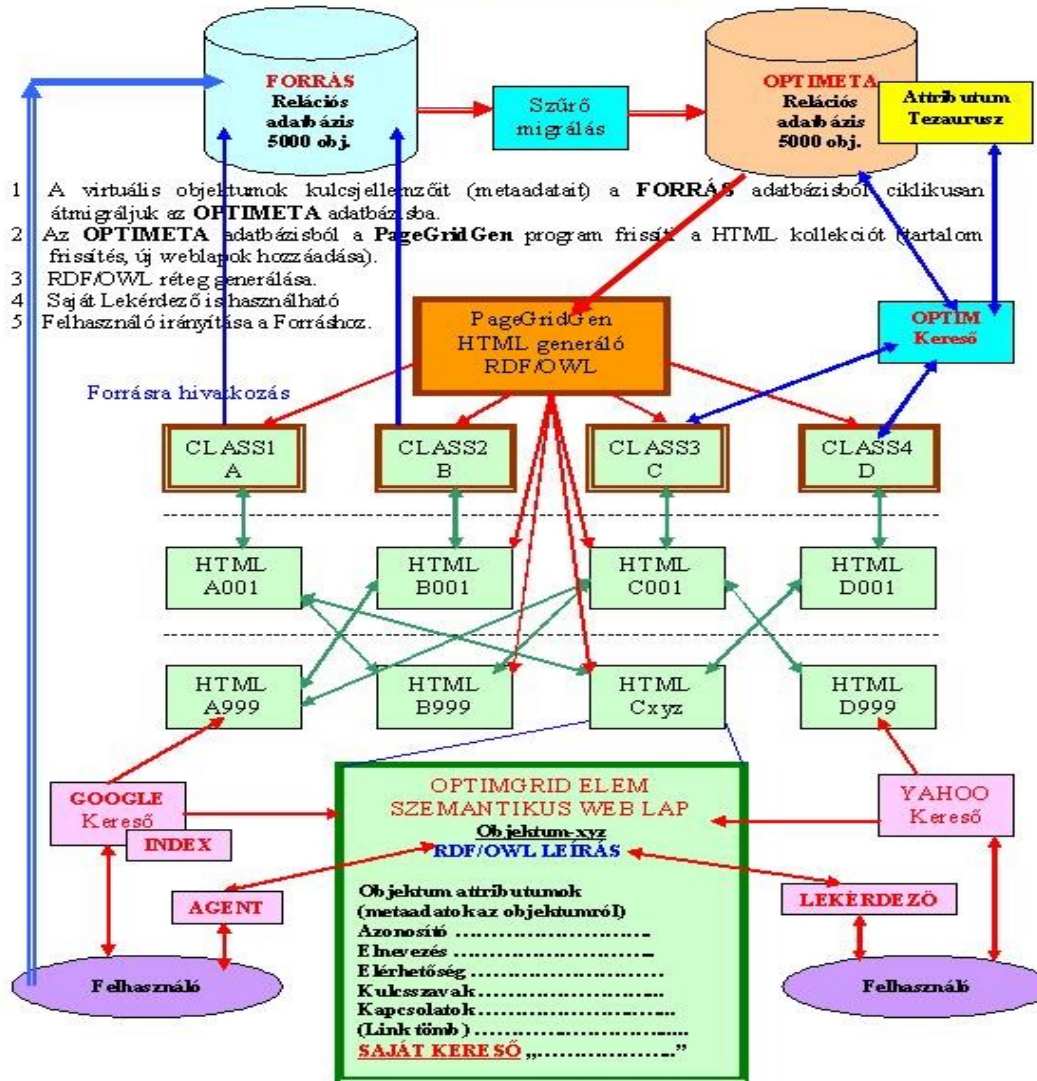 FORRÁS
Relációs
adatbázis
5000 obj.
Szűrő
migrálás
OPTIMETA
Relációs
adatbázis
5000 obj.
Attributum
Tezaurusz
1 A virtuális objektumok kulcsjellemzőit (metaadatait) a FORRÁS adatbázisból ciklikusan
átmigráljuk az OPTIMETA adatbázisba.
2 Az OPTIMETA adatbázisból a PageGridGen program frissíti a HTML kollekciót (tartalom
frissítés, új weblapok hozzáadása).
3 RDF/OWL réteg generálása.
4 Saját Lekérdező is használható
5 Felhasználó irányítása a Forráshoz.
PageGridGen
HTML generáló
RDF/OWL
OPTIM
Kereső
Forrásra hivatkozás
CLASS1
A
CLASS2
B
CLASS3
C
CLASS4
D
HTML
A001
HTML
B001
HTML
C001
HTML
D001
HTML
A999
HTML
B999
HTML
Cxyz
HTML
D999
GOOGLE
Kereső
INDEX
AGENT
Felhasználó
OPTIMGRID ELEM
SZEMANTIKUS WEB LAP
Objektum-xyz
RDF/OWL LEÍRÁS
Objektum attributumok
(metaadatok az objektumról)
Azonosító ............................
Elnevezés ............................
Elérhetőség ............................
Kulcsszavak ............................
Kapcsolatok ............................
(Link tömb) ............................
SAJÁT KERESŐ „.....................”
YAHOO
Kereső
LEKÉRDEZŐ
Felhasználó